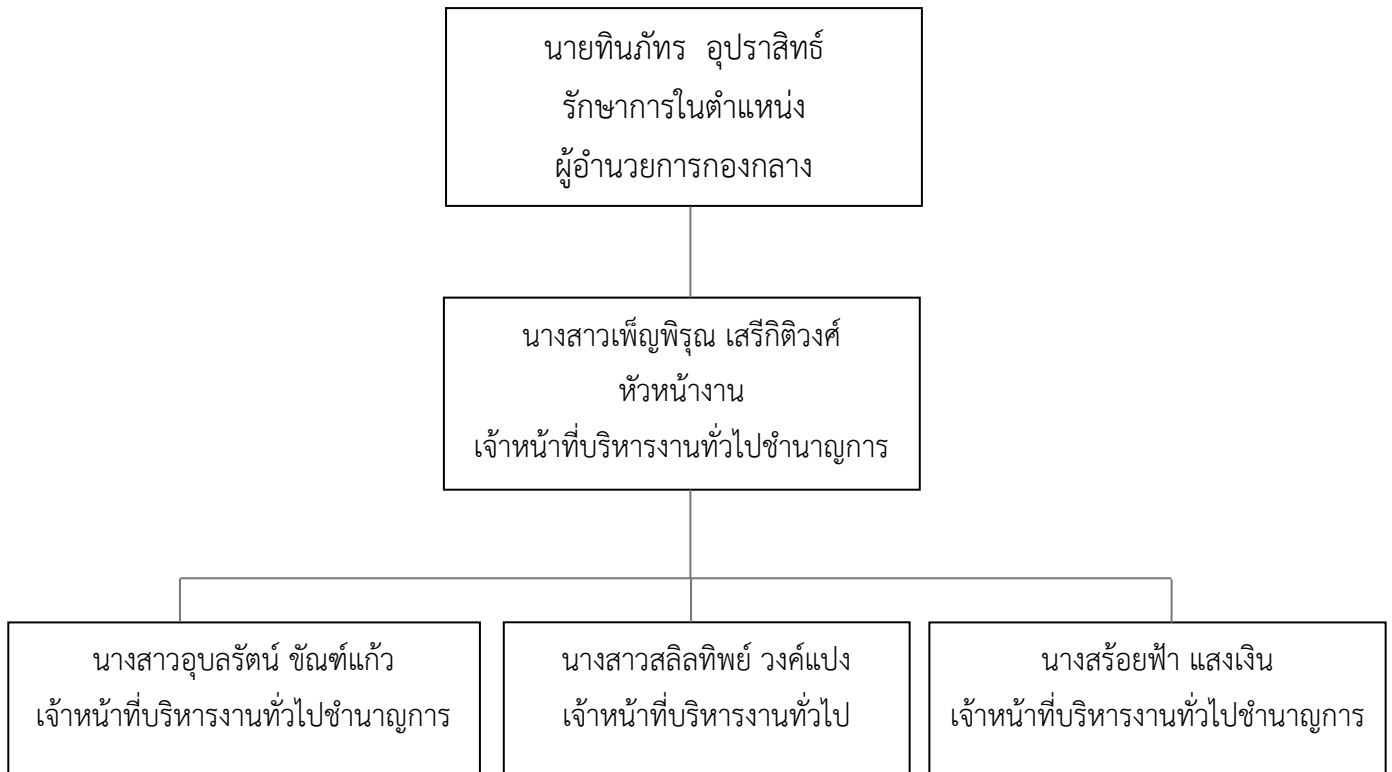 นายทินภัทร อุปราสิทธ์
รักษาการในตำแหน่ง
ผู้อำนวยการกองกลาง
นางสาวเพ็ญพิรุณ เสรีกิติวงศ์
หัวหน้างาน
เจ้าหน้าที่บริหารงานทั่วไปชำนาญการ
นางสาวอุบลรัตน์ ขัณฑ์แก้ว
เจ้าหน้าที่บริหารงานทั่วไปชำนาญการ
นางสาวสลิลทิพย์ วงค์แปง
เจ้าหน้าที่บริหารงานทั่วไป
นางสร้อยฟ้า แสงเงิน
เจ้าหน้าที่บริหารงานทั่วไปชำนาญการ